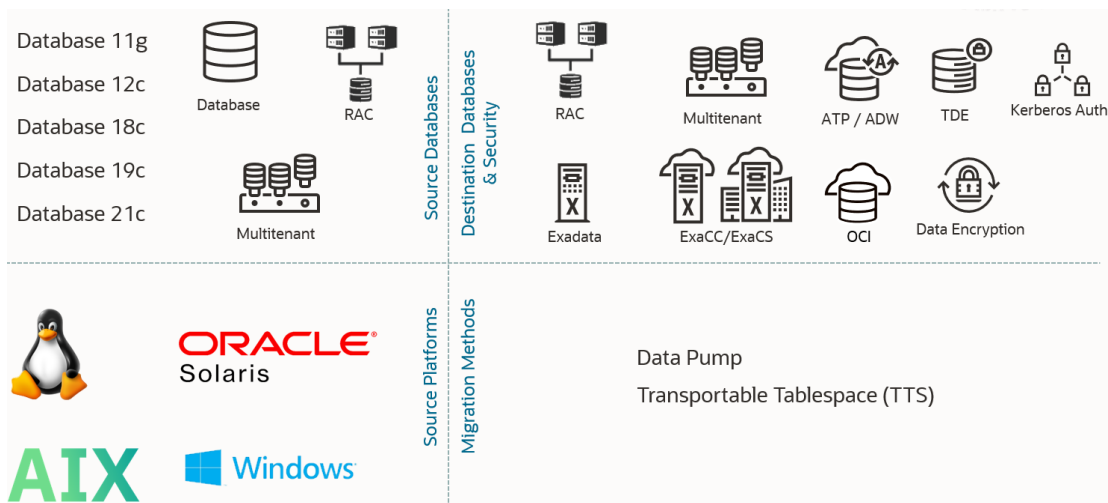 Database 11g
Database 12c
Database 18c
Database 19c
Database 21c
Database
RAC
Multitenant
Source Databases
Destination Databases
& Security
RAC
Multitenant
ATP / ADW
A
TDE
Kerberos Auth
Exadata
X
ExaCC/ExaCS
X
X
OCI
Data Encryption
ORACLE®
Solaris
AIX
Windows
Source Platforms
Migration Methods
Data Pump
Transportable Tablespace (TTS)